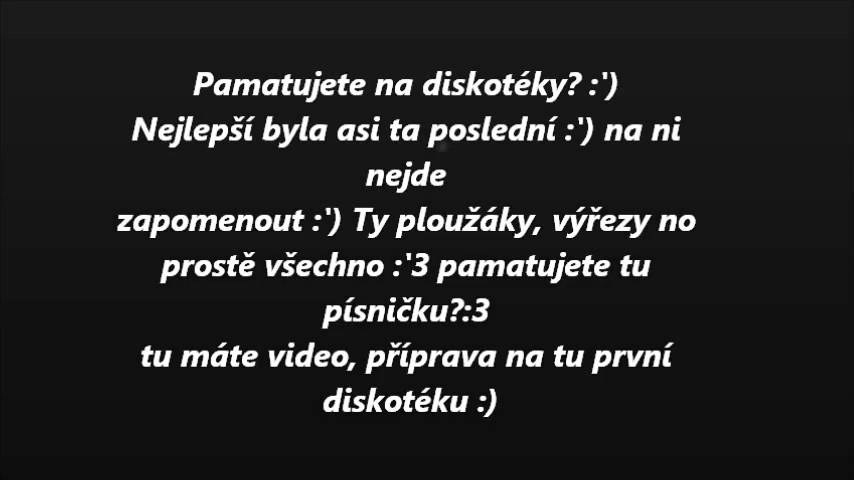 Pamatujete na diskotéky? :')
Nejlepší byla asi ta poslední :') na ni
nejde
zapomenout :') Ty ploužáky, výřezy no
prostě všechno :'3 pamatujete tu
písničku?:3
tu máte video, příprava na tu první
diskotéku :)